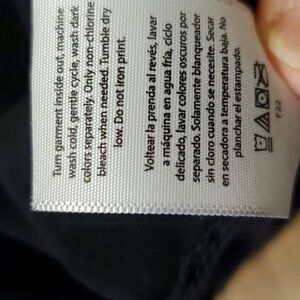 Turn garment inside out, machine
wash cold, gentle cycle, wash dark
colors separately. Only non-chlorine
bleach when needed. Tumble dry
low. Do not iron print.
Voltear la prenda al revés, lavar
a máquina en agua fría, ciclo
delicado, lavar colores oscuros por
separado. Solamente blanqueador
sin cloro cuando se necesite. Secar
en secadora a temperatura baja. No
planchar el estampado.
F22